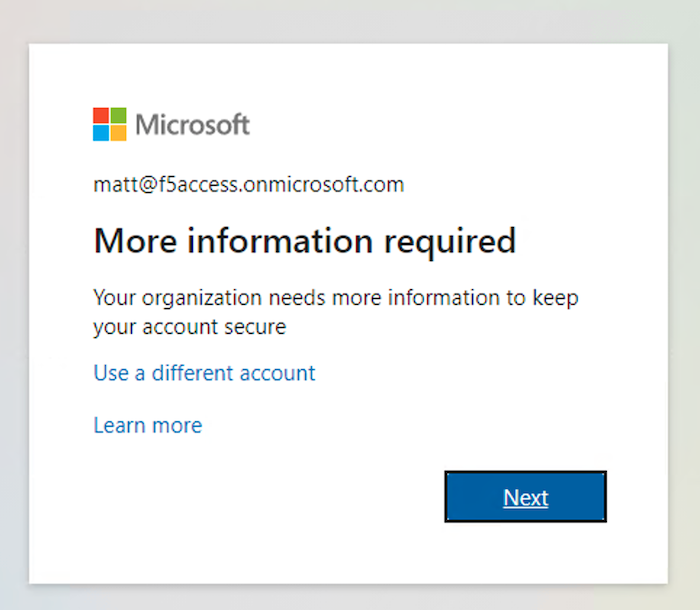 Microsoft
matt@f5access.onmicrosoft.com
More information required
Your organization needs more information to keep
your account secure
Use a different account
Learn more
Next